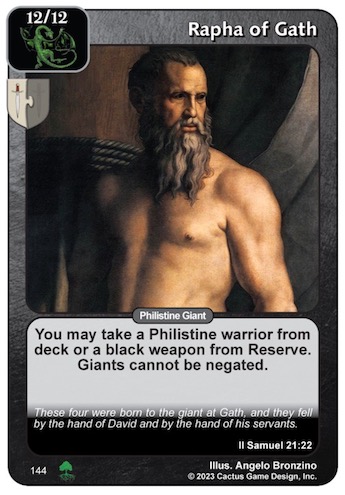 12/12
Rapha of Gath
Philistine Giant
You may take a Philistine warrior from
deck or a black weapon from Reserve.
Giants cannot be negated.
These four were born to the giant at Gath, and they fell
by the hand of David and by the hand of his servants.
II Samuel 21:22
144
Illus. Angelo Bronzino
© 2023 Cactus Game Design, Inc.